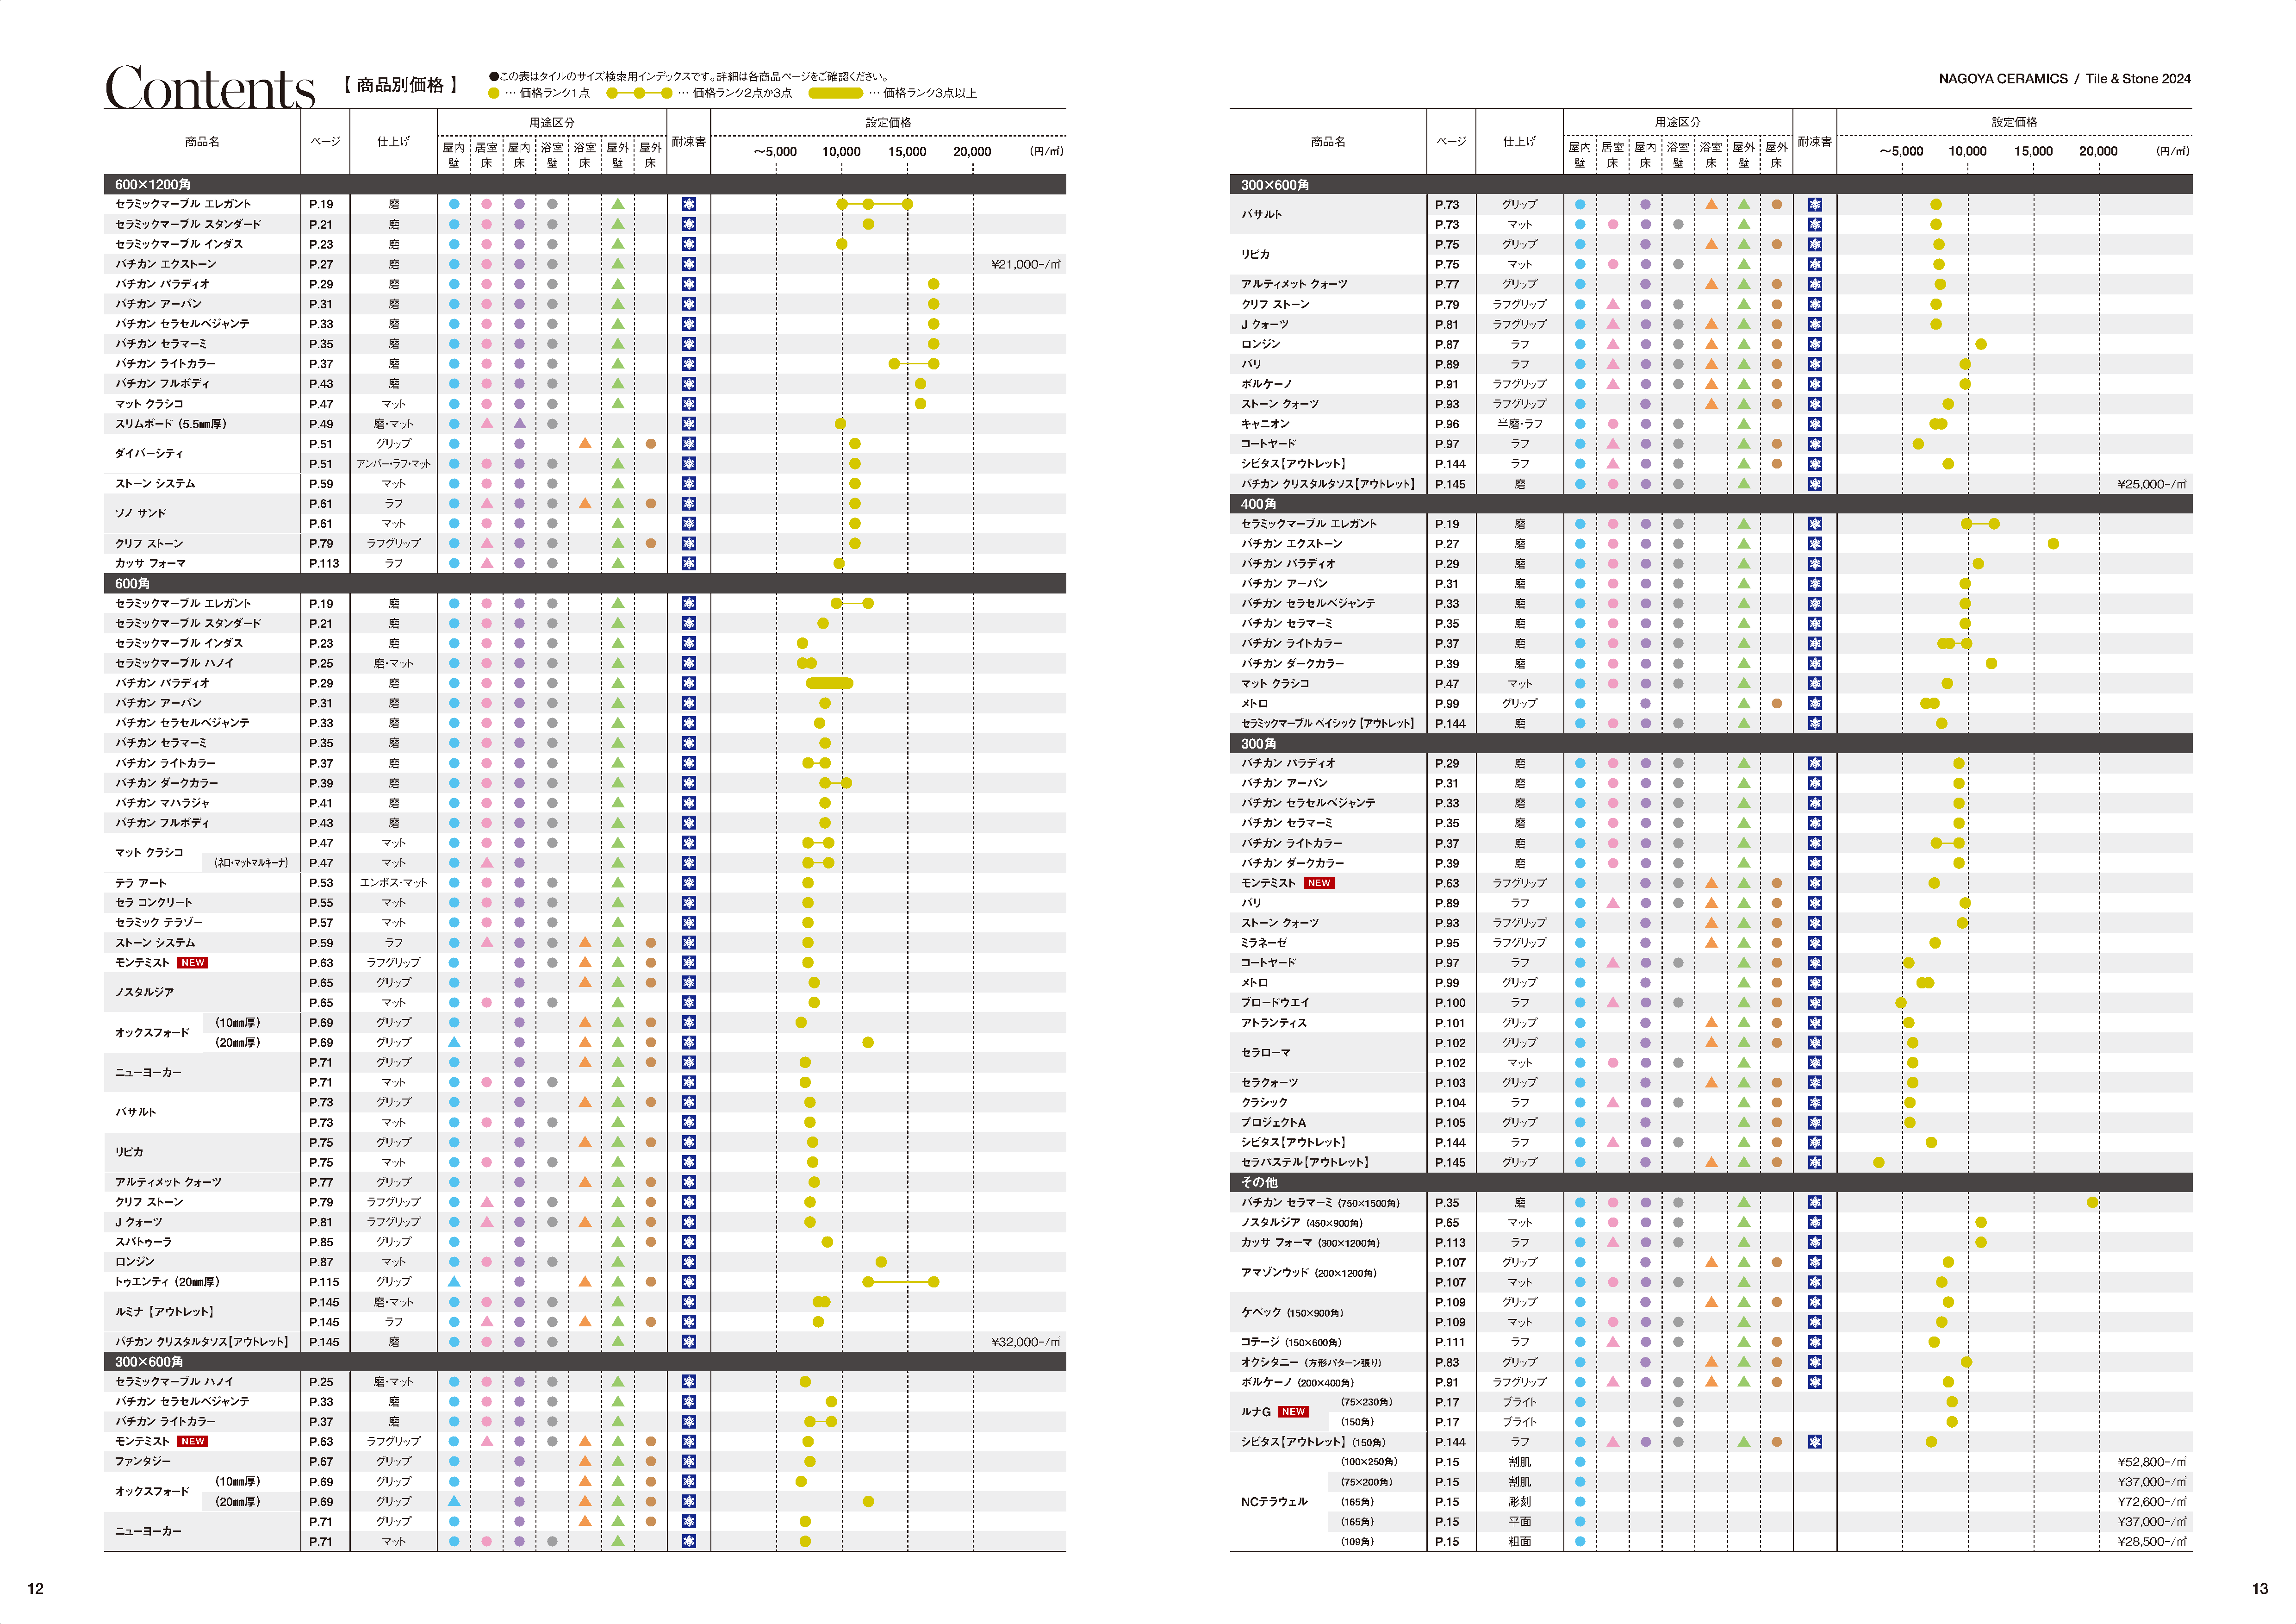 Contents 【 商品別価格 】
●この表はタイルのサイズ検索用インデックスです。詳細は各商品ページをご確認ください。
… 価格ランク1点 … 価格ランク2点か3点 … 価格ランク3点以上
商品名 ページ 仕上げ 用途区分 耐凍害 設定価格
屋内壁 居室床 屋内床 浴室壁 浴室床 屋外壁 屋外床
〜5,000 10,000 15,000 20,000 (円/㎡)
600×1200角
セラミックマーブル エレガント P.19 磨
セラミックマーブル スタンダード P.21 磨
セラミックマーブル インダス P.23 磨
バチカン エクストーン P.27 磨 ¥21,000-/㎡
バチカン パラディオ P.29 磨
バチカン アーバン P.31 磨
バチカン セラセルベジャンテ P.33 磨
バチカン セラマーミ P.35 磨
バチカン ライトカラー P.37 磨
バチカン フルボディ P.43 磨
マット クラシコ P.47 マット
スリムボード (5.5㎜厚) P.49 磨・マット
ダイバーシティ P.51 グリップ
P.51 アンバー・ラフ・マット
ストーン システム P.59 マット
ソノ サンド P.61 ラフ
P.61 マット
クリフ ストーン P.79 ラフグリップ
カッサ フォーマ P.113 ラフ
600角
セラミックマーブル エレガント P.19 磨
セラミックマーブル スタンダード P.21 磨
セラミックマーブル インダス P.23 磨
セラミックマーブル ハノイ P.25 磨・マット
バチカン パラディオ P.29 磨
バチカン アーバン P.31 磨
バチカン セラセルベジャンテ P.33 磨
バチカン セラマーミ P.35 磨
バチカン ライトカラー P.37 磨
バチカン ダークカラー P.39 磨
バチカン マハラジャ P.41 磨
バチカン フルボディ P.43 磨
マット クラシコ P.47 マット
(ネロ・マットマルキーナ) P.47 マット
テラ アート P.53 エンボス・マット
セラ コンクリート P.55 マット
セラミック テラゾー P.57 マット
ストーン システム P.59 ラフ
モンテミスト NEW P.63 ラフグリップ
ノスタルジア P.65 グリップ
P.65 マット
オックスフォード (10㎜厚) P.69 グリップ
(20㎜厚) P.69 グリップ
ニューヨーカー P.71 グリップ
P.71 マット
バサルト P.73 グリップ
P.73 マット
リピカ P.75 グリップ
P.75 マット
アルティメット クォーツ P.77 グリップ
クリフ ストーン P.79 ラフグリップ
J クォーツ P.81 ラフグリップ
スパトゥーラ P.85 グリップ
ロンジン P.87 マット
トゥエンティ (20㎜厚) P.115 グリップ
ルミナ 【アウトレット】 P.145 磨・マット
P.145 ラフ
バチカン クリスタルタソス【アウトレット】 P.145 磨 ¥32,000-/㎡
300×600角
セラミックマーブル ハノイ P.25 磨・マット
バチカン セラセルベジャンテ P.33 磨
バチカン ライトカラー P.37 磨
モンテミスト NEW P.63 ラフグリップ
ファンタジー P.67 グリップ
オックスフォード (10㎜厚) P.69 グリップ
(20㎜厚) P.69 グリップ
ニューヨーカー P.71 グリップ
P.71 マット
12
NAGOYA CERAMICS / Tile & Stone 2024
商品名 ページ 仕上げ 用途区分 耐凍害 設定価格
屋内壁 居室床 屋内床 浴室壁 浴室床 屋外壁 屋外床
〜5,000 10,000 15,000 20,000 (円/㎡)
300×600角
バサルト P.73 グリップ
P.73 マット
リピカ P.75 グリップ
P.75 マット
アルティメット クォーツ P.77 グリップ
クリフ ストーン P.79 ラフグリップ
J クォーツ P.81 ラフグリップ
ロンジン P.87 ラフ
バリ P.89 ラフ
ボルケーノ P.91 ラフグリップ
ストーン クォーツ P.93 ラフグリップ
キャニオン P.96 半磨・ラフ
コートヤード P.97 ラフ
シビタス【アウトレット】 P.144 ラフ
バチカン クリスタルタソス【アウトレット】 P.145 磨 ¥25,000-/㎡
400角
セラミックマーブル エレガント P.19 磨
バチカン エクストーン P.27 磨
バチカン パラディオ P.29 磨
バチカン アーバン P.31 磨
バチカン セラセルベジャンテ P.33 磨
バチカン セラマーミ P.35 磨
バチカン ライトカラー P.37 磨
バチカン ダークカラー P.39 磨
マット クラシコ P.47 マット
メトロ P.99 グリップ
セラミックマーブル ベイシック 【アウトレット】 P.144 磨
300角
バチカン パラディオ P.29 磨
バチカン アーバン P.31 磨
バチカン セラセルベジャンテ P.33 磨
バチカン セラマーミ P.35 磨
バチカン ライトカラー P.37 磨
バチカン ダークカラー P.39 磨
モンテミスト NEW P.63 ラフグリップ
バリ P.89 ラフ
ストーン クォーツ P.93 ラフグリップ
ミラネーゼ P.95 ラフグリップ
コートヤード P.97 ラフ
メトロ P.99 グリップ
ブロードウエイ P.100 ラフ
アトランティス P.101 グリップ
セラローマ P.102 グリップ
P.102 マット
セラクォーツ P.103 グリップ
クラシック P.104 ラフ
プロジェクトA P.105 グリップ
シビタス【アウトレット】 P.144 ラフ
セラパステル【アウトレット】 P.145 グリップ
その他
バチカン セラマーミ (750×1500角) P.35 磨
ノスタルジア (450×900角) P.65 マット
カッサ フォーマ (300×1200角) P.113 ラフ
アマゾンウッド (200×1200角) P.107 グリップ
P.107 マット
ケベック (150×900角) P.109 グリップ
P.109 マット
コテージ (150×600角) P.111 ラフ
オクシタニー (方形パターン張り) P.83 グリップ
ボルケーノ (200×400角) P.91 ラフグリップ
ルナG NEW (75×230角) P.17 ブライト
(150角) P.17 ブライト
シビタス【アウトレット】 (150角) P.144 ラフ
NCテラウェル (100×250角) P.15 割肌 ¥52,800-/㎡
(75×200角) P.15 割肌 ¥37,000-/㎡
(165角) P.15 彫刻 ¥72,600-/㎡
(165角) P.15 平面 ¥37,000-/㎡
(109角) P.15 粗面 ¥28,500-/㎡
13